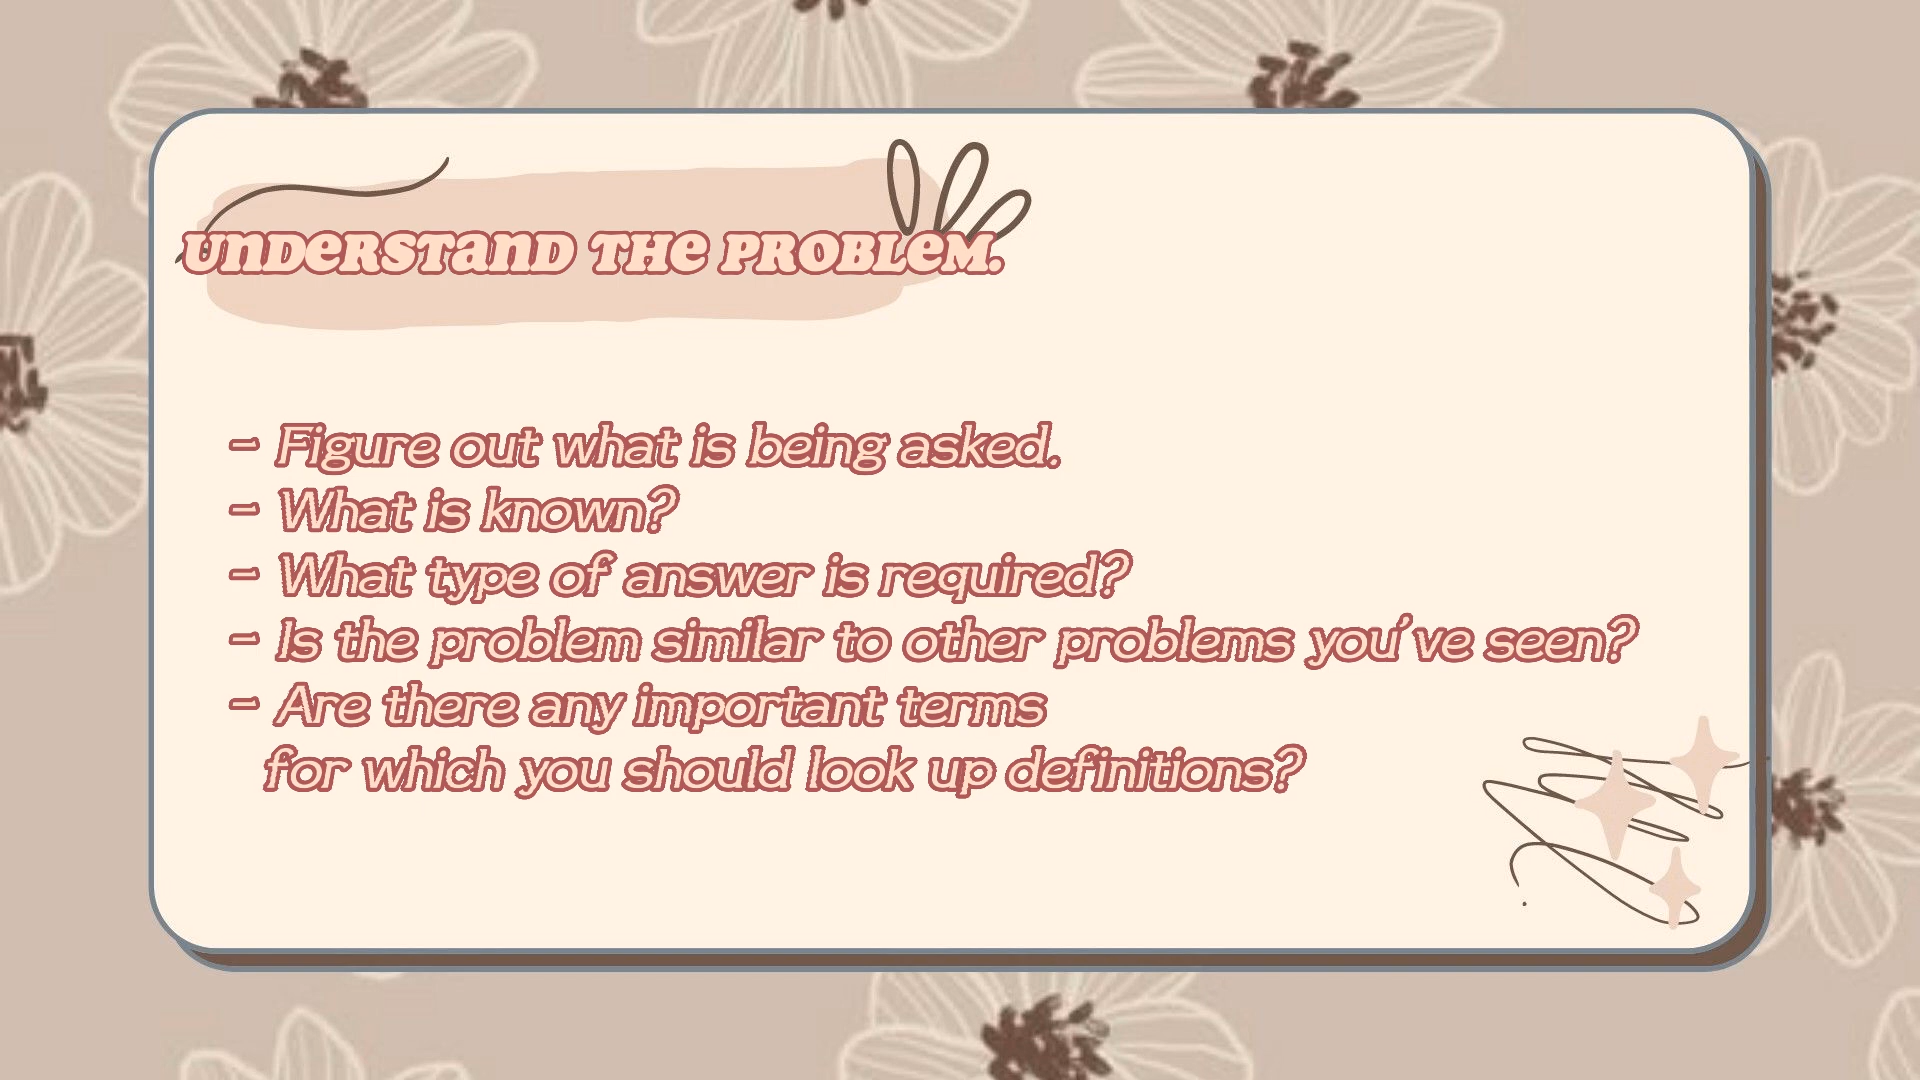 UNDERSTAND THE PROBLEM.
- Figure out what is being asked.
- What is known?
- What type of answer is required?
- Is the problem similar to other problems you've seen?
- Are there any important terms
for which you should look up definitions?